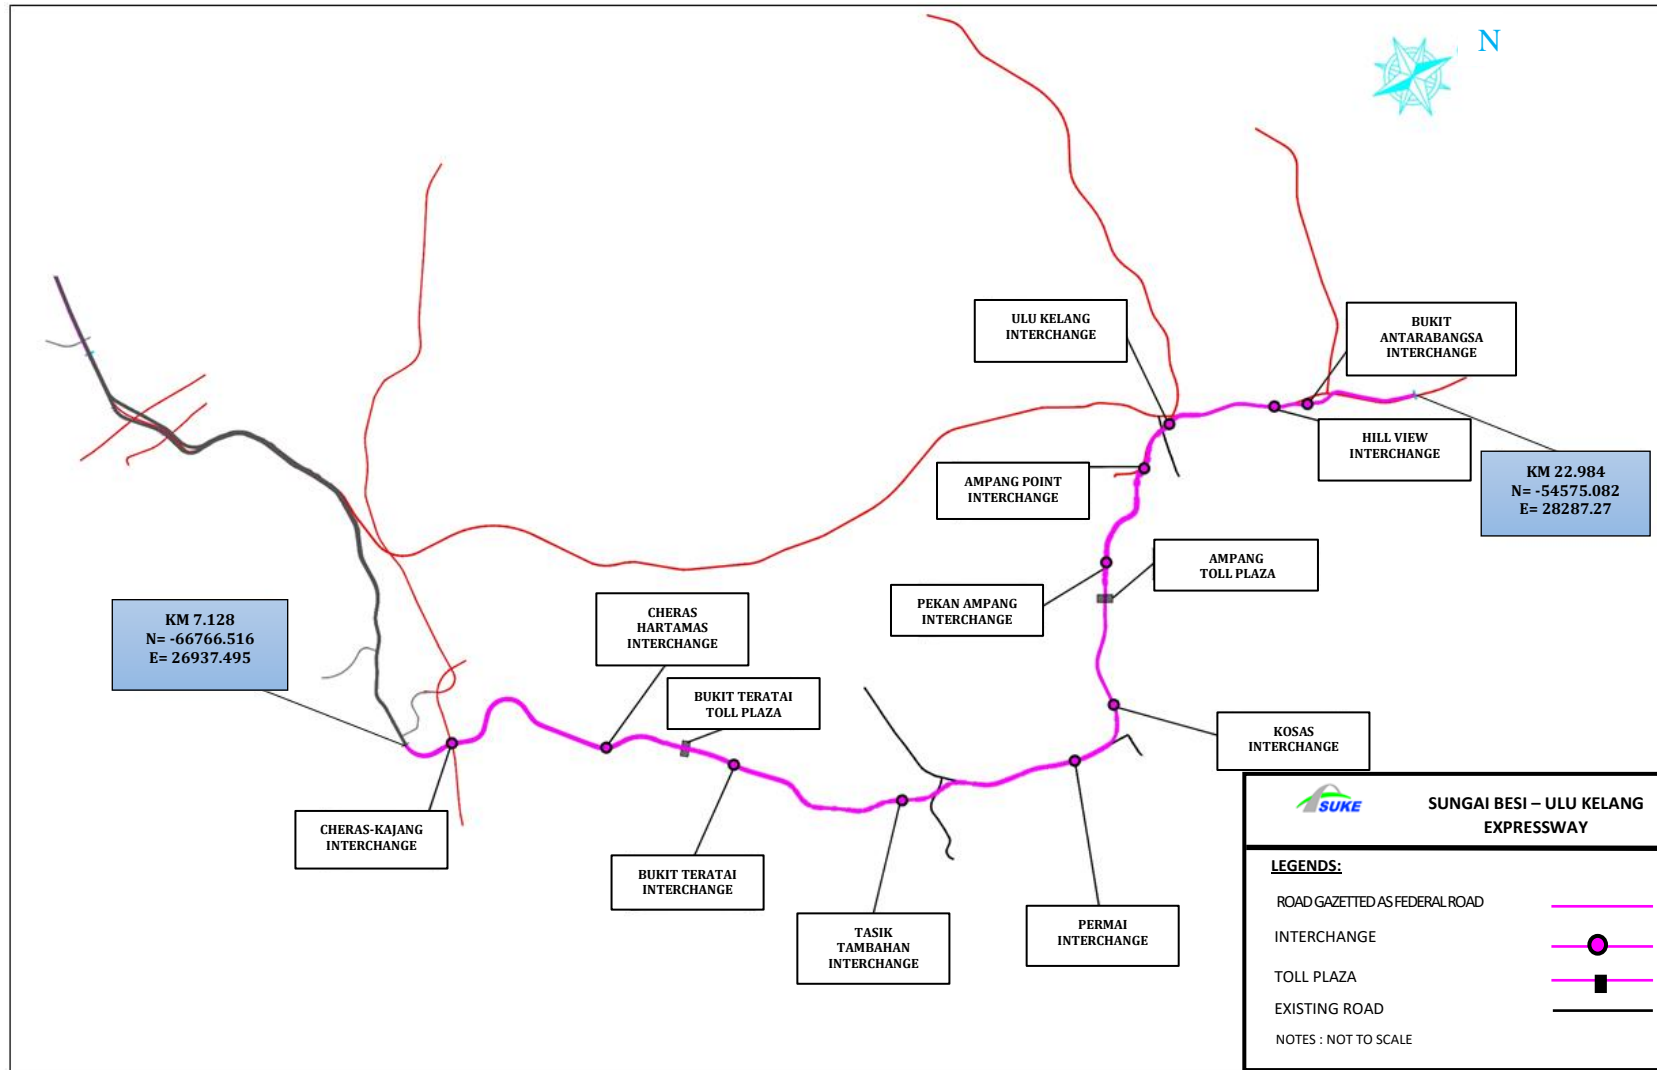 N
ULU KELANG
INTERCHANGE
BUKIT
ANTARABANGSA
INTERCHANGE
HILL VIEW
INTERCHANGE
AMPANG POINT
INTERCHANGE
KM 22.984
N= -54575.082
E= 28287.27
AMPANG
TOLL PLAZA
PEKAN AMPANG
INTERCHANGE
KM 7.128
N= -66766.516
E= 26937.495
CHERAS
HARTAMAS
INTERCHANGE
BUKIT TERATAI
TOLL PLAZA
KOSAS
INTERCHANGE
CHERAS-KAJANG
INTERCHANGE
BUKIT TERATAI
INTERCHANGE
TASIK
TAMBAHAN
INTERCHANGE
PERMAI
INTERCHANGE
SUKE
SUNGAI BESI – ULU KELANG
EXPRESSWAY
LEGENDS:
ROAD GAZETTED AS FEDERAL ROAD
INTERCHANGE
TOLL PLAZA
EXISTING ROAD
NOTES : NOT TO SCALE